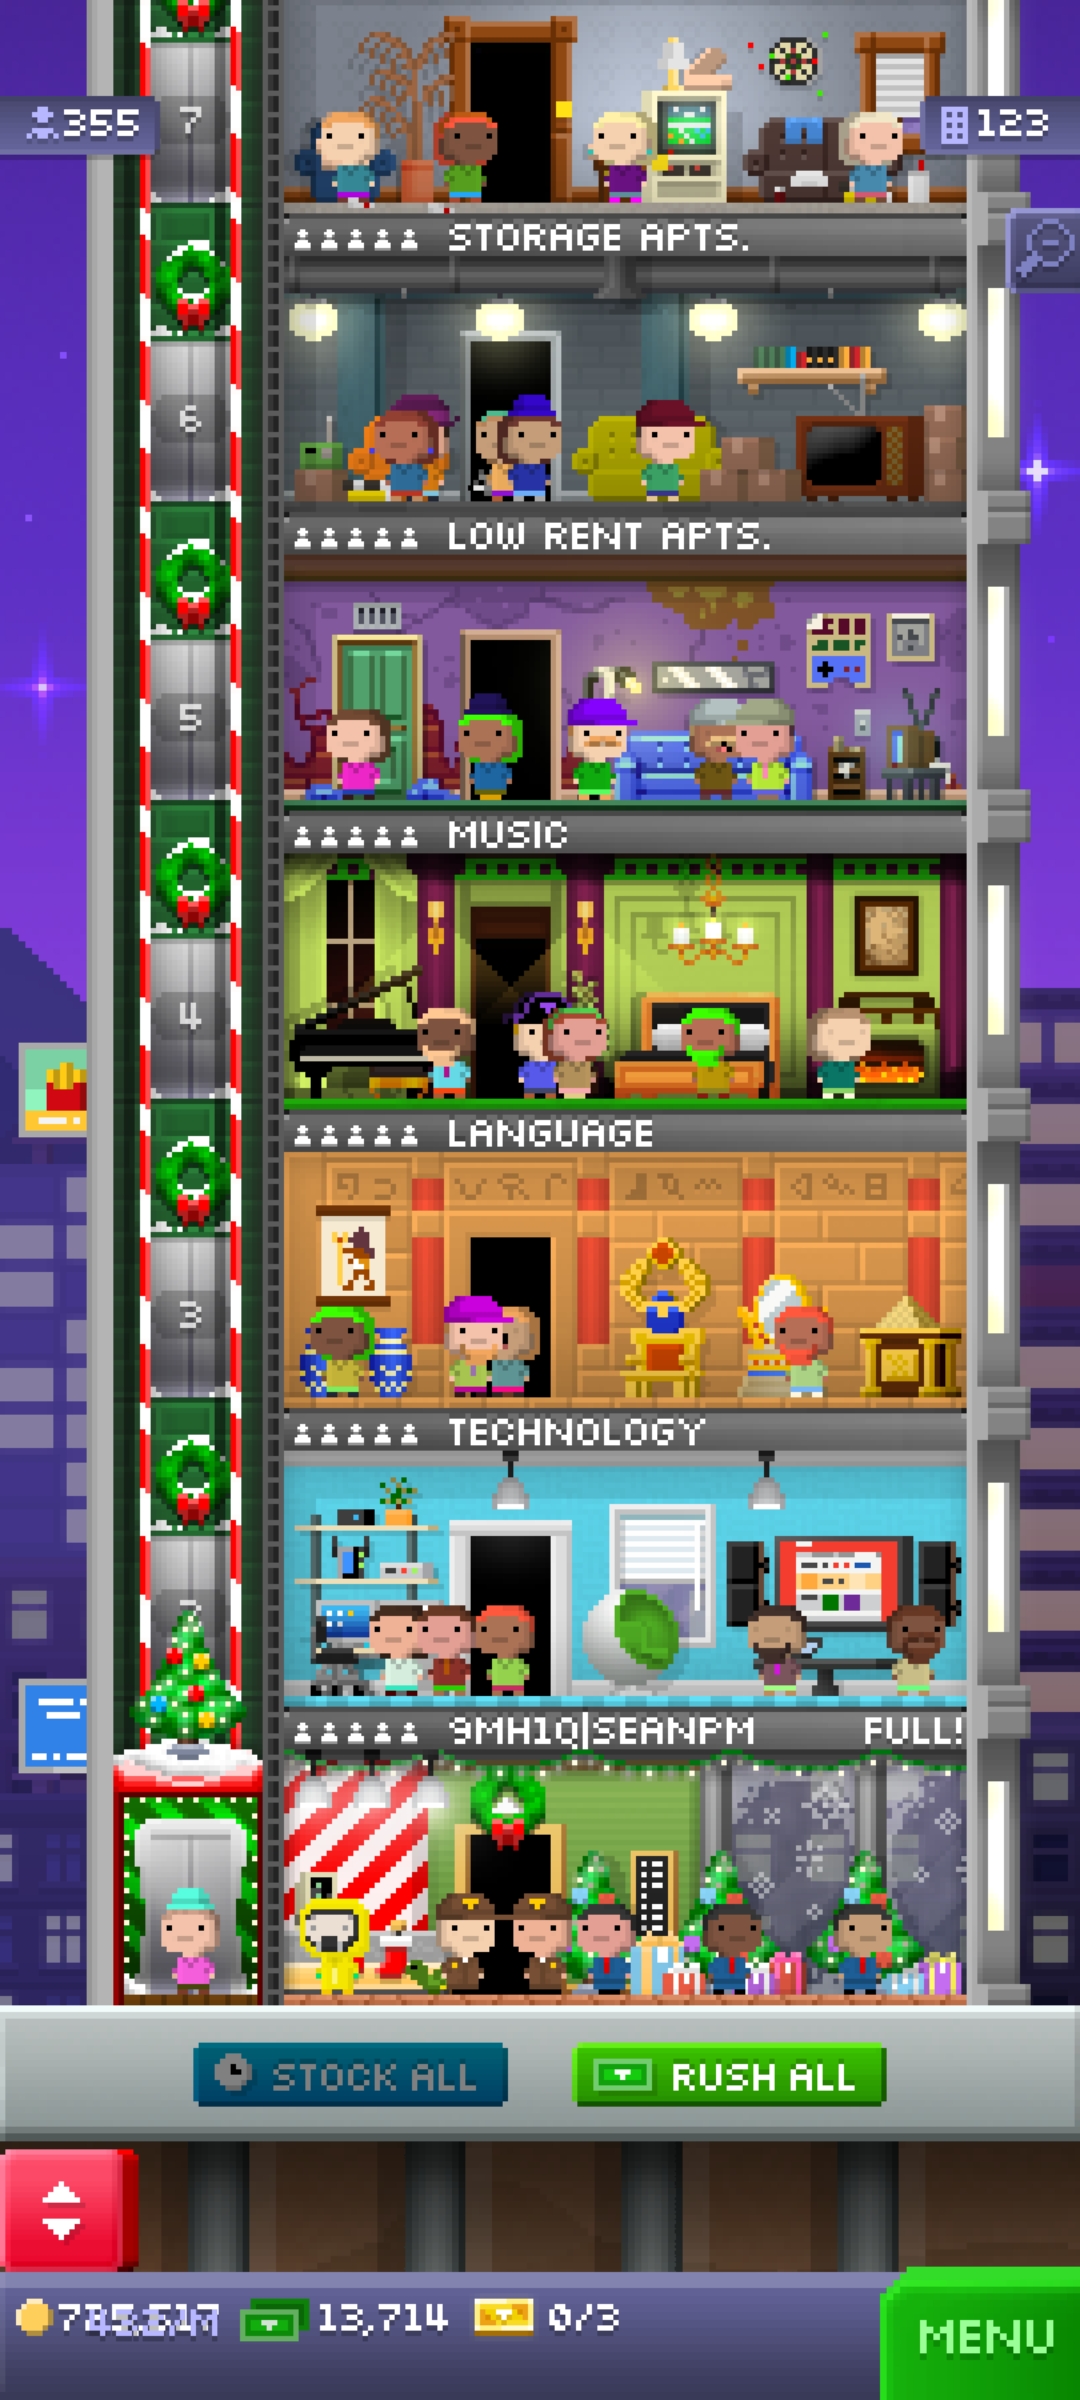 7
355
123
STORAGE APTS.
6
LOW RENT APTS.
5
MUSIC
4
LANGUAGE
3
TECHNOLOGY
9MH1Q|SEANPM FULL!
STOCK ALL RUSH ALL
13,714 0/3
MENU